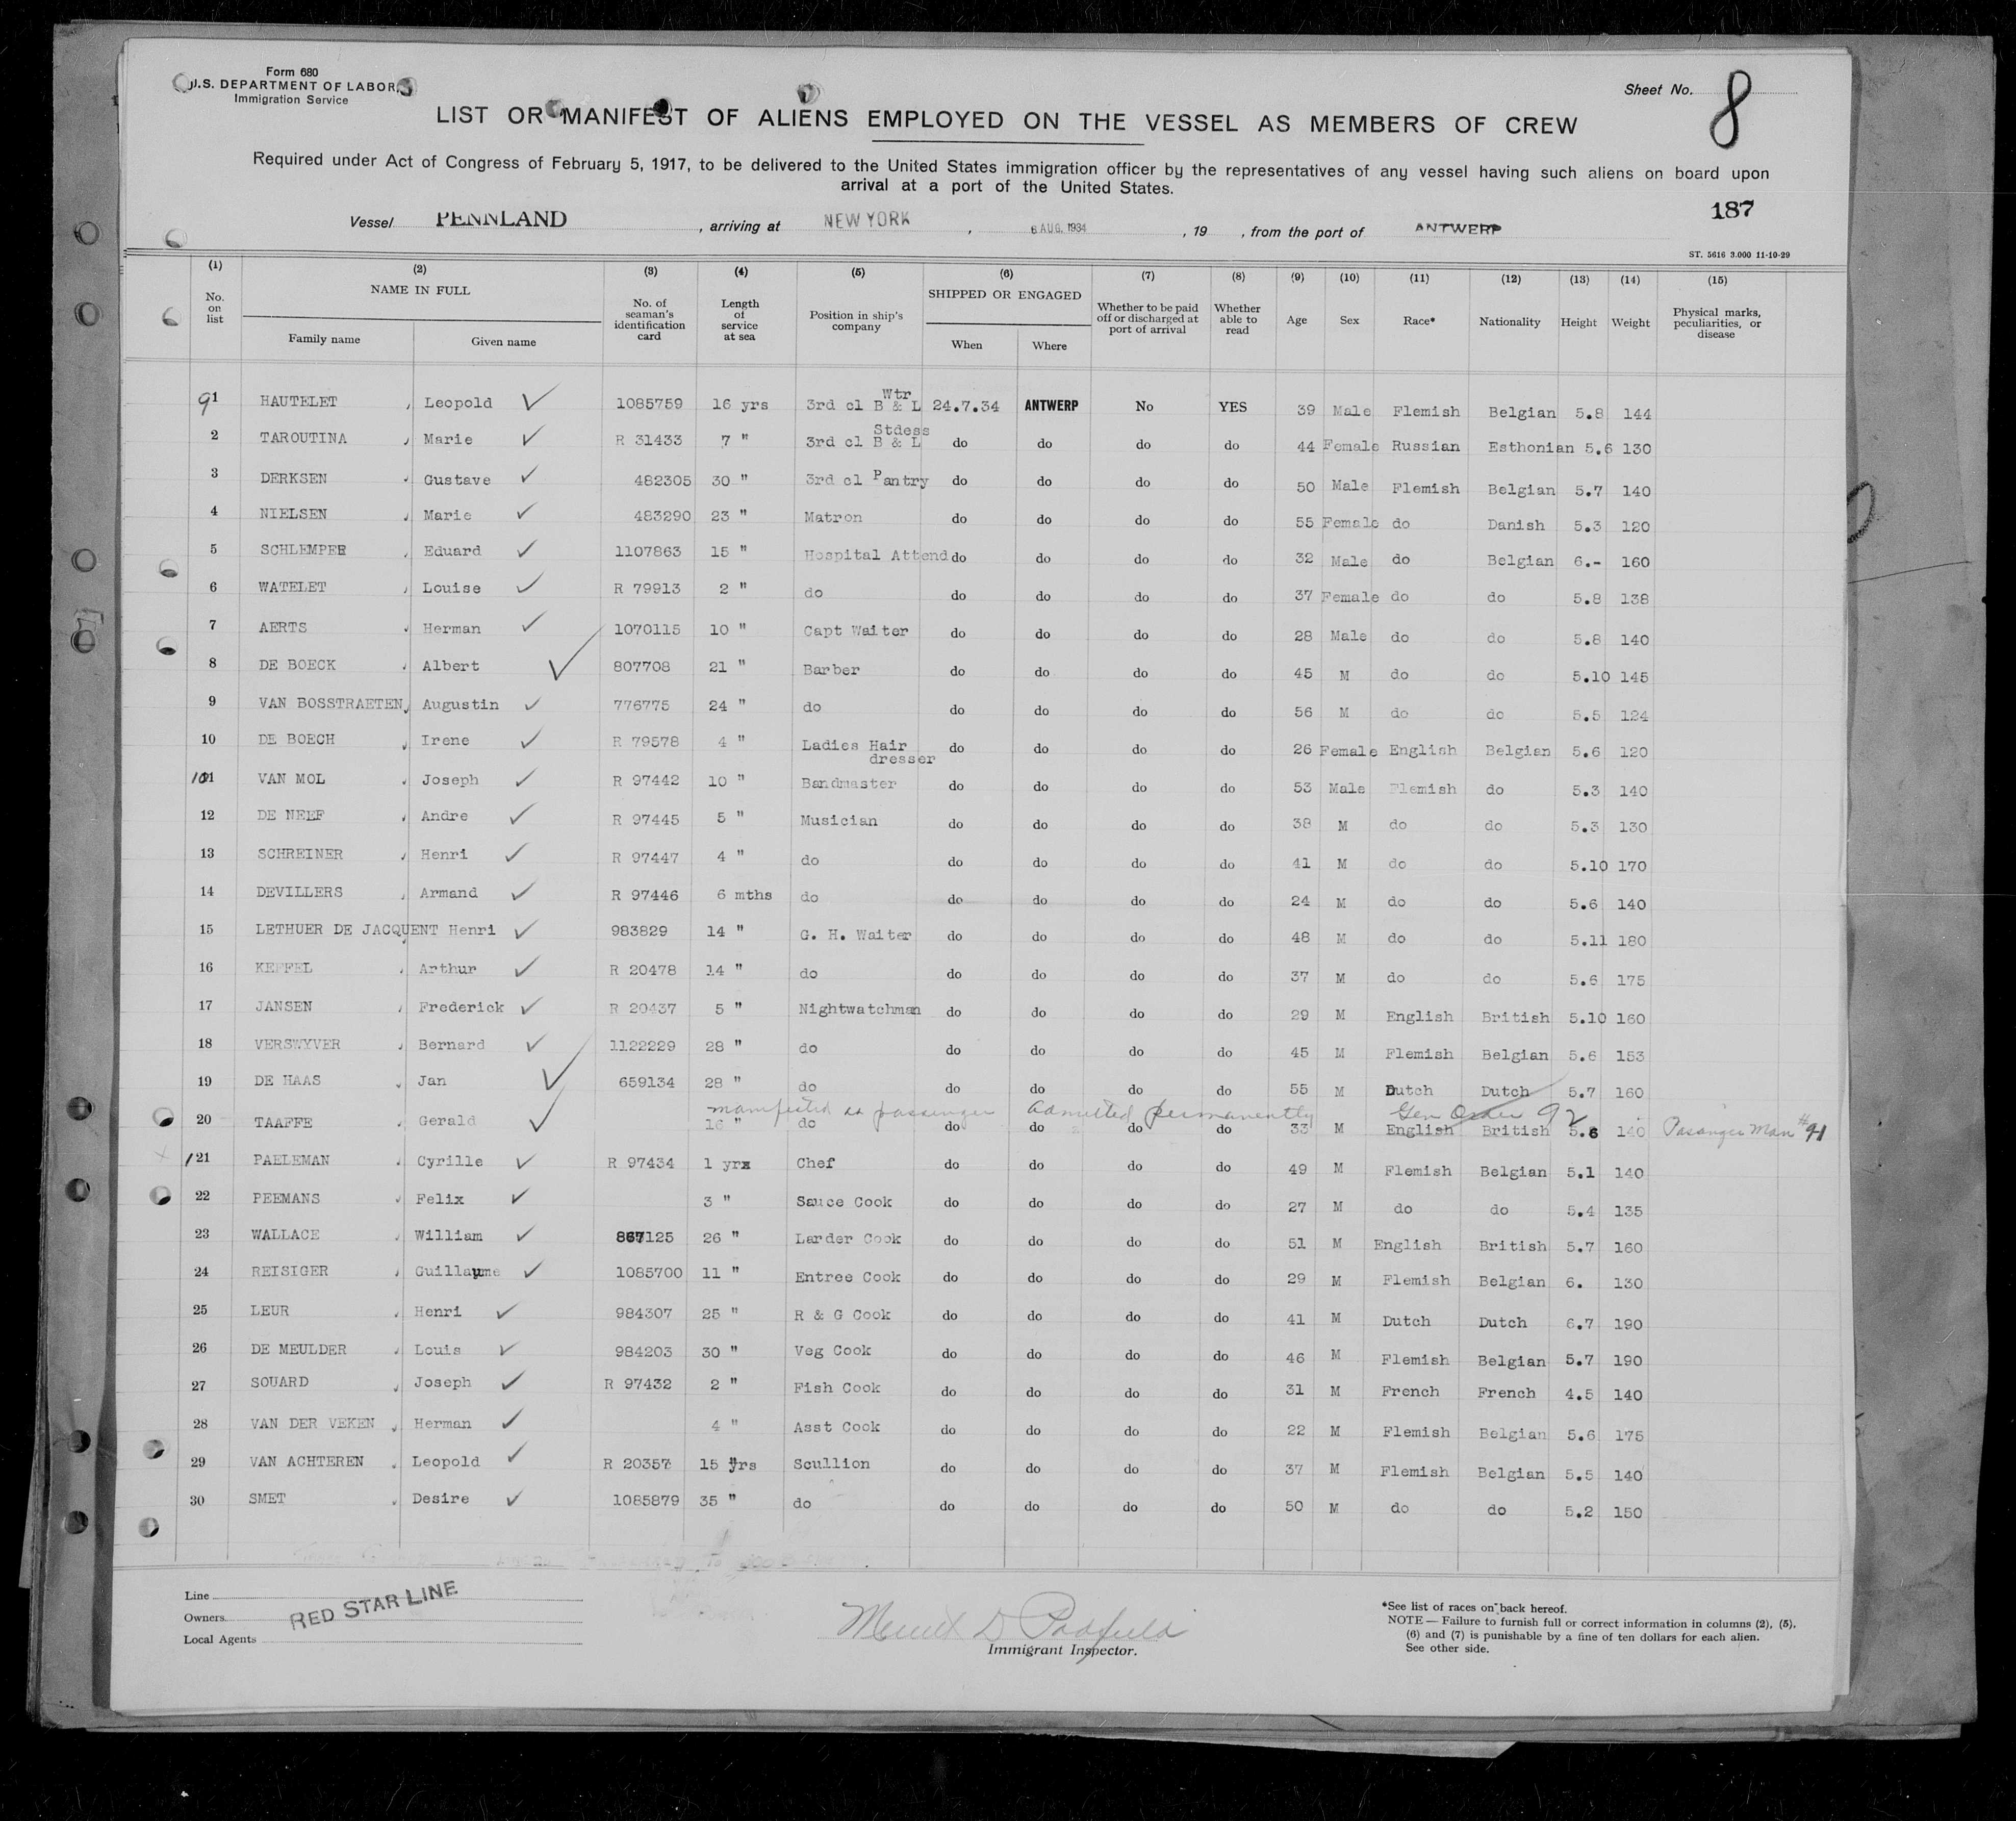 Form 680
U.S. DEPARTMENT OF LABOR
Immigration Service
Sheet No. 8
LIST OR MANIFEST OF ALIENS EMPLOYED ON THE VESSEL AS MEMBERS OF CREW
Required under Act of Congress of February 5, 1917, to be delivered to the United States immigration officer by the representatives of any vessel having such aliens on board upon
arrival at a port of the United States.
187
Vessel PENNLAND, arriving at NEW YORK, 6 AUG. 1934, 19 , from the port of ANTWERP
ST. 5616 3.000 11-10-29
(1) (2) (3) (4) (5) (6) (7) (8) (9) (10) (11) (12) (13) (14) (15)
No. on list NAME IN FULL Family name Given name No. of seaman's identification card Length of service at sea Position in ship's company SHIPPED OR ENGAGED When Where Whether to be paid off or discharged at port of arrival Whether able to read Age Sex Race* Nationality Height Weight Physical marks, peculiarities, or disease
91 HAUTELET, Leopold ✓ 1085759 16 yrs 3rd cl B & L Wtr 24.7.34 ANTWERP No YES 39 Male Flemish Belgian 5.8 144
2 TAROUTINA, Marie ✓ R 31433 7 " 3rd cl B & L Stdess do do do do 44 Female Russian Esthonian 5.6 130
3 DERKSEN, Gustave ✓ 482305 30 " 3rd cl Pantry do do do do 50 Male Flemish Belgian 5.7 140
4 NIELSEN, Marie ✓ 483290 23 " Matron do do do do 55 Female do Danish 5.3 120
5 SCHLEMPER, Eduard ✓ 1107863 15 " Hospital Attend do do do do 32 Male do Belgian 6.- 160
6 WATELET, Louise ✓ R 79913 2 " do do do do do 37 Female do do 5.8 138
7 AERTS, Herman ✓ 1070115 10 " Capt Waiter do do do do 28 Male do do 5.8 140
8 DE BOECK, Albert ✓ 807708 21 " Barber do do do do 45 M do do 5.10 145
9 VAN BOSSTRAETEN, Augustin ✓ 776775 24 " do do do do do 56 M do do 5.5 124
10 DE BOECH, Irene ✓ R 79578 4 " Ladies Hair dresser do do do do 26 Female English Belgian 5.6 120
101 VAN MOL, Joseph ✓ R 97442 10 " Bandmaster do do do do 53 Male Flemish do 5.3 140
12 DE NEEF, Andre ✓ R 97445 5 " Musician do do do do 38 M do do 5.3 130
13 SCHREINER, Henri ✓ R 97447 4 " do do do do do 41 M do do 5.10 170
14 DEVILLERS, Armand ✓ R 97446 6 mths do do do do do 24 M do do 5.6 140
15 LETHUER DE JACQUENT, Henri ✓ 983829 14 " G. H. Waiter do do do do 48 M do do 5.11 180
16 KEPPEL, Arthur ✓ R 20478 14 " do do do do do 37 M do do 5.6 175
17 JANSEN, Frederick ✓ R 20437 5 " Nightwatchman do do do do 29 M English British 5.10 160
18 VERSWYVER, Bernard ✓ 1122229 28 " do do do do do 45 M Flemish Belgian 5.6 153
19 DE HAAS, Jan ✓ 659134 28 " do do do do do 55 M Dutch Dutch 5.7 160
manifested as passenger Admitted permanently Gen Order 92
20 TAAFFE, Gerald ✓ 16 " do do do do do 33 M English British 5.6 140 Passenger Man #91
121 PAELEMAN, Cyrille ✓ R 97434 1 yrx Chef do do do do 49 M Flemish Belgian 5.1 140
22 PEEMANS, Felix ✓ 3 " Sauce Cook do do do do 27 M do do 5.4 135
23 WALLACE, William ✓ 867125 26 " Larder Cook do do do do 51 M English British 5.7 160
24 REISIGER, Guillaume ✓ 1085700 11 " Entree Cook do do do do 29 M Flemish Belgian 6. 130
25 LEUR, Henri ✓ 984307 25 " R & G Cook do do do do 41 M Dutch Dutch 6.7 190
26 DE MEULDER, Louis ✓ 984203 30 " Veg Cook do do do do 46 M Flemish Belgian 5.7 190
27 SOUARD, Joseph ✓ R 97432 2 " Fish Cook do do do do 31 M French French 4.5 140
28 VAN DER VEKEN, Herman ✓ 4 " Asst Cook do do do do 22 M Flemish Belgian 5.6 175
29 VAN ACHTEREN, Leopold ✓ R 20357 15 yrs Scullion do do do do 37 M Flemish Belgian 5.5 140
30 SMET, Desire ✓ 1085879 35 " do do do do do 50 M do do 5.2 150
Line
Owners RED STAR LINE
Local Agents
Immigrant Inspector.
*See list of races on back hereof.
NOTE — Failure to furnish full or correct information in columns (2), (5),
(6) and (7) is punishable by a fine of ten dollars for each alien.
See other side.